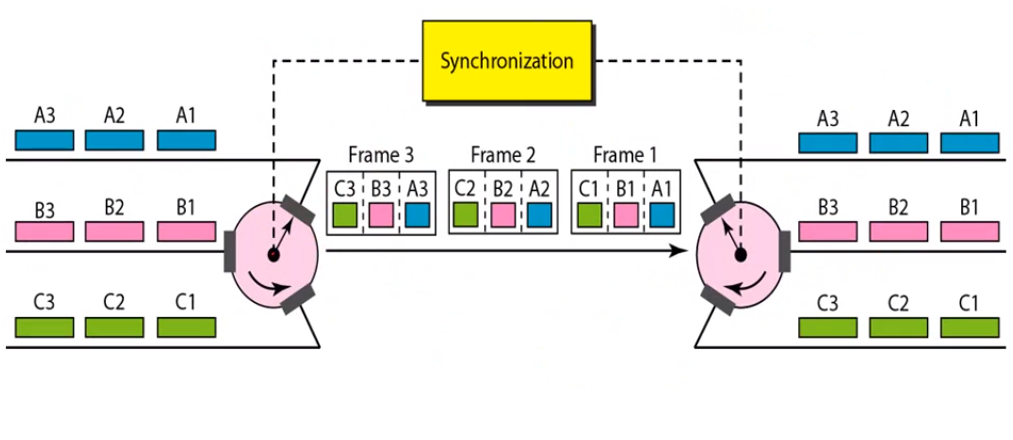 Synchronization
A3 A2 A1
A3 A2 A1
Frame 3 Frame 2 Frame 1
C3 B3 A3 C2 B2 A2 C1 B1 A1
B3 B2 B1
B3 B2 B1
C3 C2 C1
C3 C2 C1